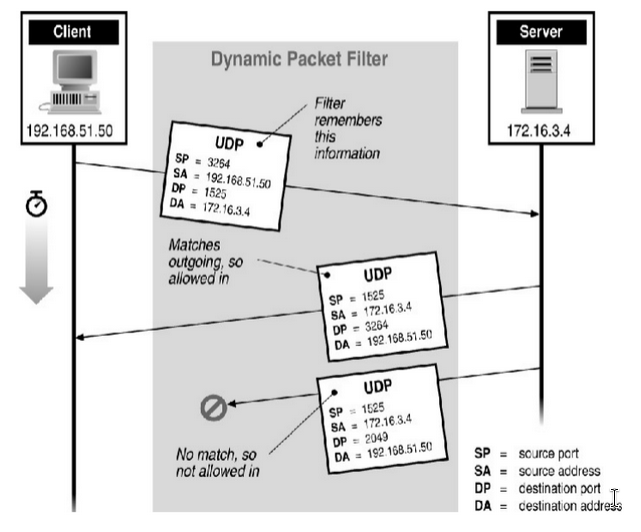 Client
192.168.51.50
Server
172.16.3.4
Dynamic Packet Filter
Filter
remembers
this
information
UDP
SP = 3264
SA = 192.168.51.50
DP = 1525
DA = 172.16.3.4
Matches
outgoing, so
allowed in
UDP
SP = 1525
SA = 172.16.3.4
DP = 3264
DA = 192.168.51.50
UDP
SP = 1525
SA = 172.16.3.4
DP = 2049
DA = 192.168.51.50
No match, so
not allowed in
SP = source port
SA = source address
DP = destination port
DA = destination address